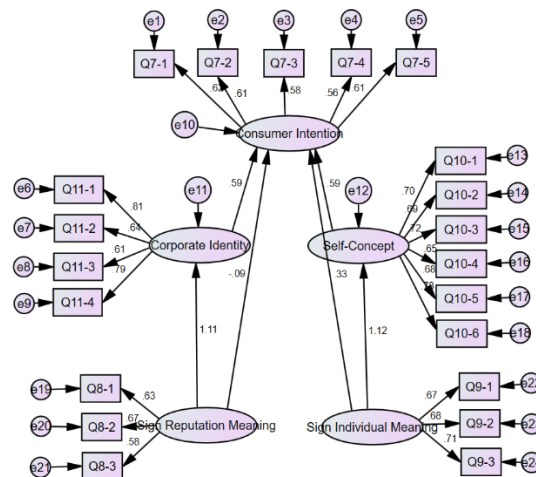 e1
e2
e3
e4
e5
Q7-1
Q7-2
Q7-3
Q7-4
Q7-5
.61
.58
.56
.61
e10
Consumer Intention
e6
Q11-1
e7
Q11-2
e8
Q11-3
e9
Q11-4
.81
.64
.61
.79
e11
Corporate Identity
.59
-.09
.59
.33
e12
Self-Concept
.70
.69
.72
.65
.68
Q10-1
e13
Q10-2
e14
Q10-3
e15
Q10-4
e16
Q10-5
e17
Q10-6
e18
1.11
1.12
e19
Q8-1
e20
Q8-2
e21
Q8-3
.63
.67
.58
Sign Reputation Meaning
Sign Individual Meaning
.67
.68
.71
Q9-1
Q9-2
Q9-3